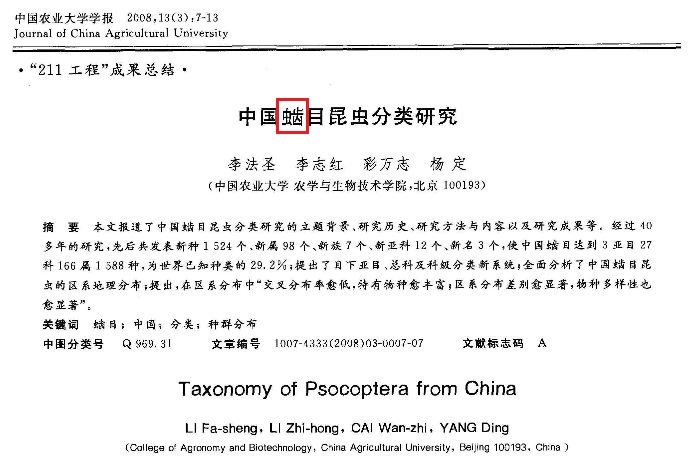 中国农业大学学报 2008,13(3):7-13
Journal of China Agricultural University
·“211工程”成果总结·
中国⿰虫齿目昆虫分类研究
李法圣 李志红 彩万志 杨定
(中国农业大学 农学与生物技术学院,北京 100193)
摘 要 本文报道了中国⿰虫齿目昆虫分类研究的立题背景、研究历史、研究方法与内容以及研究成果等。经过40
多年的研究,先后共发表新种1 524个、新属98个、新族7个、新亚科12个、新名3个,使中国⿰虫齿目达到3亚目27
科166属1 588种,为世界已知种类的29.2%;提出了目下亚目、总科及科级分类新系统;全面分析了中国⿰虫齿目昆
虫的区系地理分布;提出,在区系分布中“交叉分布率愈低,特有物种愈丰富;区系分布差别愈显著,物种多样性也
愈显著”。
关键词 ⿰虫齿目;中国;分类;种群分布
中图分类号 Q 969.31 文章编号 1007-4333(2008)03-0007-07 文献标志码 A
Taxonomy of Psocoptera from China
LI Fa-sheng, LI Zhi-hong, CAI Wan-zhi, YANG Ding
(College of Agronomy and Biotechnology, China Agricultural University, Beijing 100193, China)